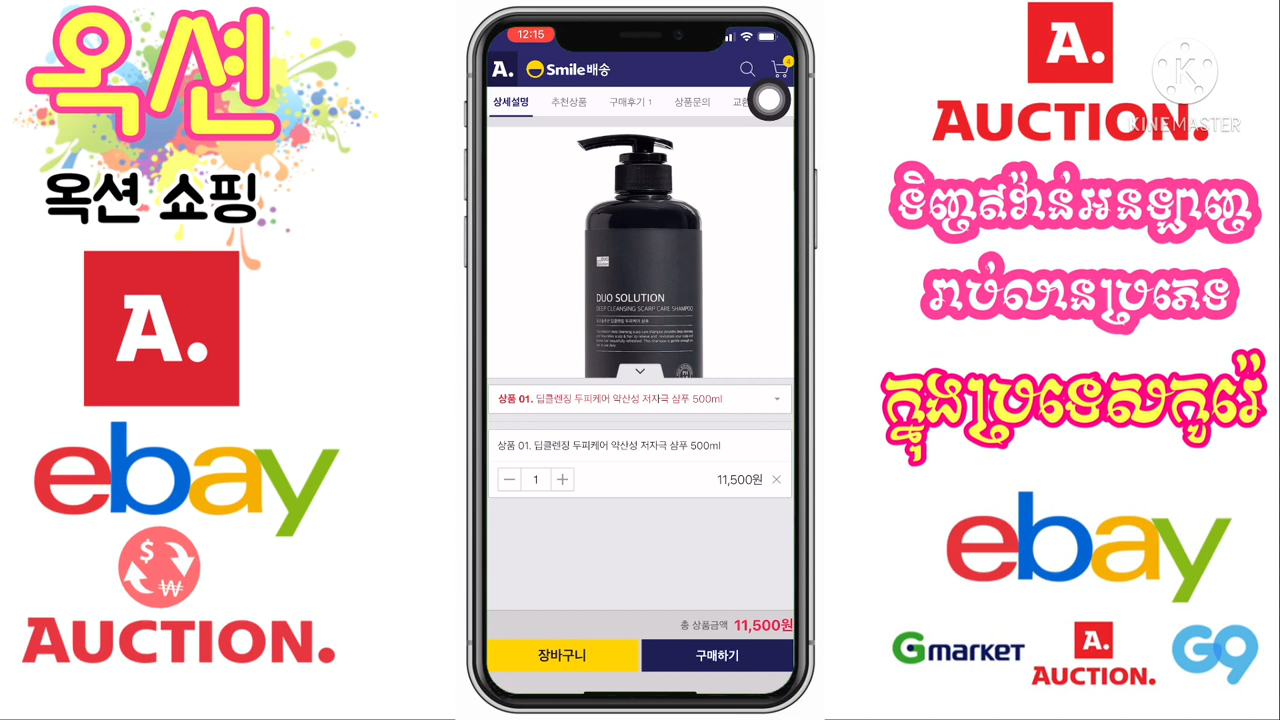 옥션
옥션 쇼핑
A.
ebay
$
₩
AUCTION.
12:15
A. Smile배송
4
상세설명 추천상품 구매후기 1 상품문의
DUO SOLUTION
DEEP CLEANSING SCARP CARE SHAMPOO
상품 01. 딥클렌징 두피케어 약산성 저자극 샴푸 500ml
상품 01. 딥클렌징 두피케어 약산성 저자극 샴푸 500ml
1
11,500원
총 상품금액 11,500원
장바구니 구매하기
A.
AUCTION.
K
KINEMASTER
ទិញឥវ៉ាន់អនឡាញ
រាប់លានប្រភេទ
ក្នុងប្រទេសកូរ៉េ
ebay
Gmarket
A.
AUCTION.
G9